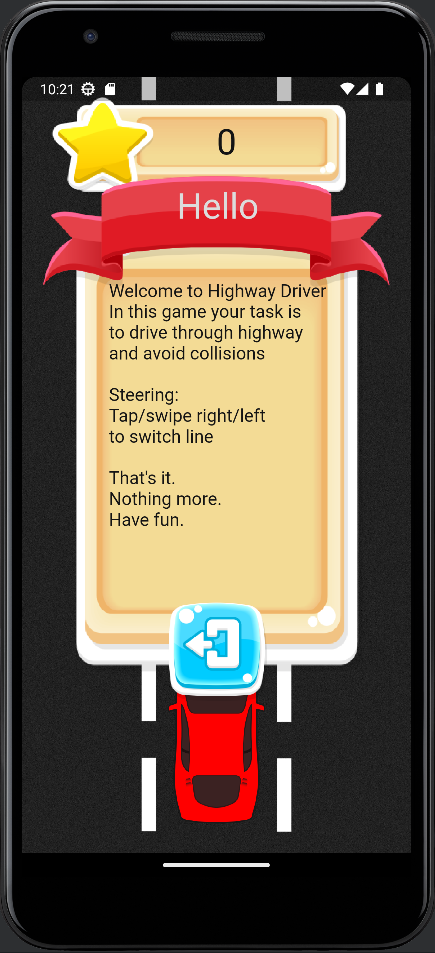 10:21
0
Hello
Welcome to Highway Driver
In this game your task is
to drive through highway
and avoid collisions
Steering:
Tap/swipe right/left
to switch line
That's it.
Nothing more.
Have fun.